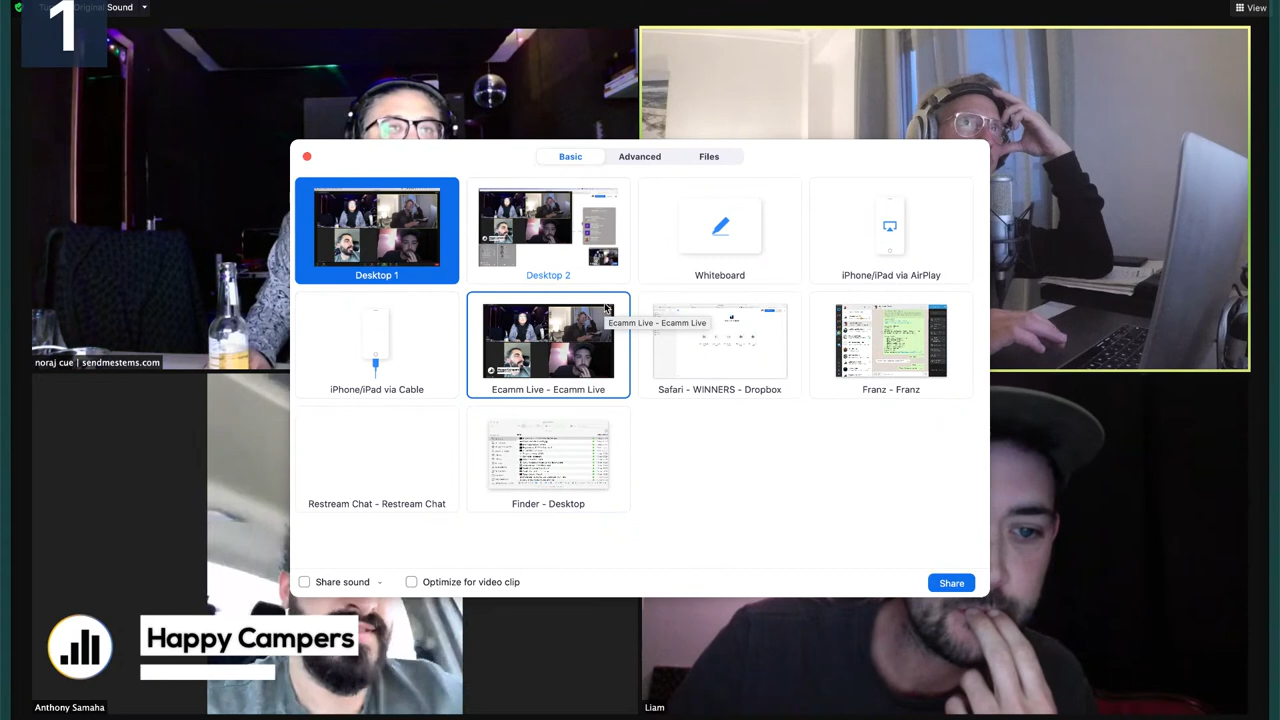 1
Sound
View
Basic
Advanced
Files
Desktop 1
Desktop 2
Whiteboard
iPhone/iPad via AirPlay
Ecamm Live - Ecamm Live
iPhone/iPad via Cable
Ecamm Live - Ecamm Live
Safari - WINNERS - Dropbox
Franz - Franz
noraj cue | sendmestems.com
Restream Chat - Restream Chat
Finder - Desktop
Share sound
Optimize for video clip
Share
Happy Campers
Anthony Samaha
Liam